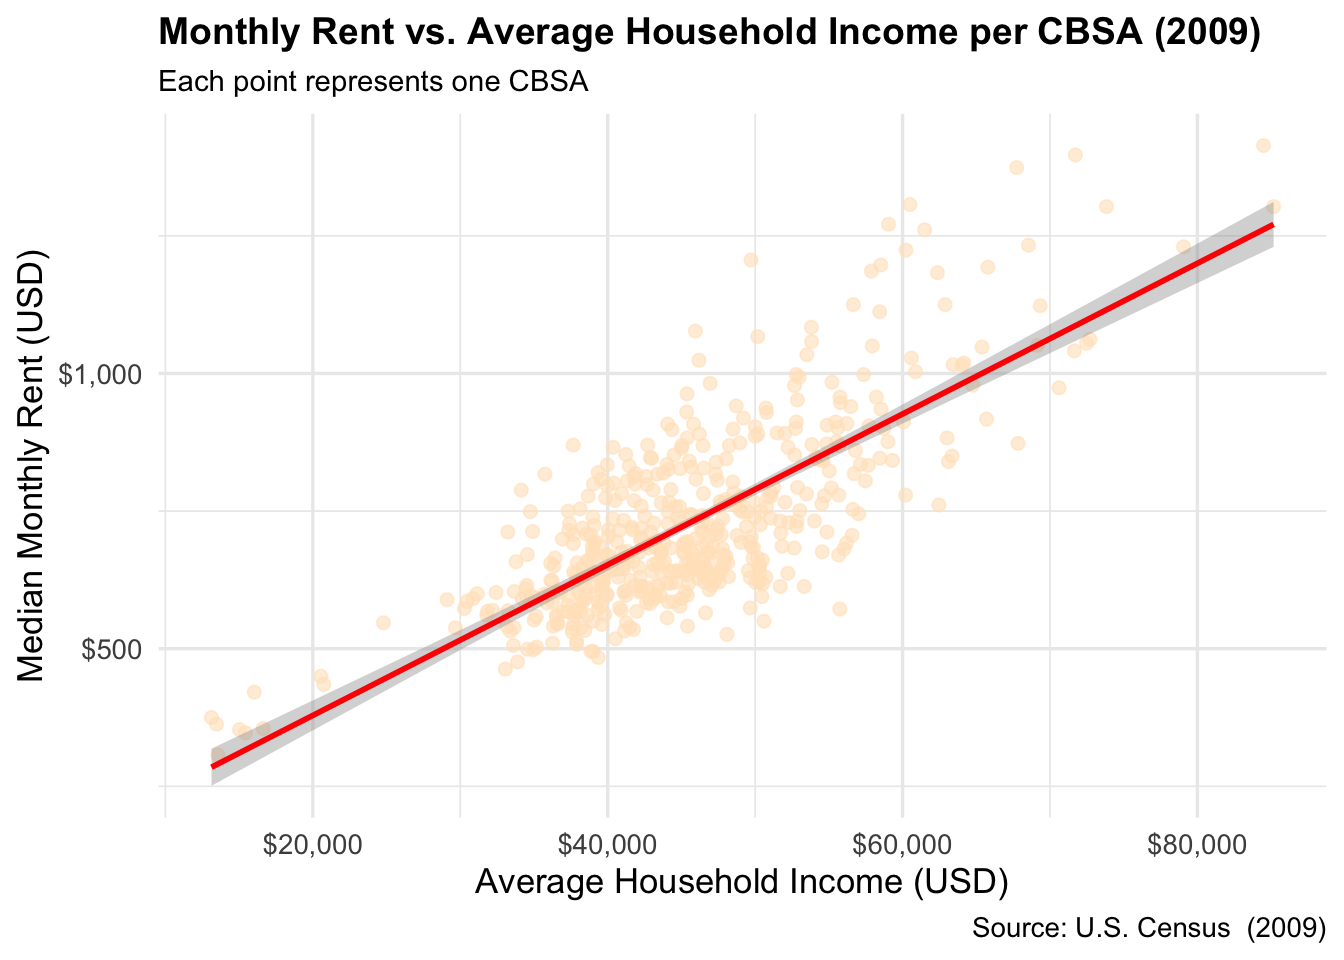 Monthly Rent vs. Average Household Income per CBSA (2009)
Each point represents one CBSA
Median Monthly Rent (USD)
$1,000
$500
$20,000 $40,000 $60,000 $80,000
Average Household Income (USD)
Source: U.S. Census  (2009)